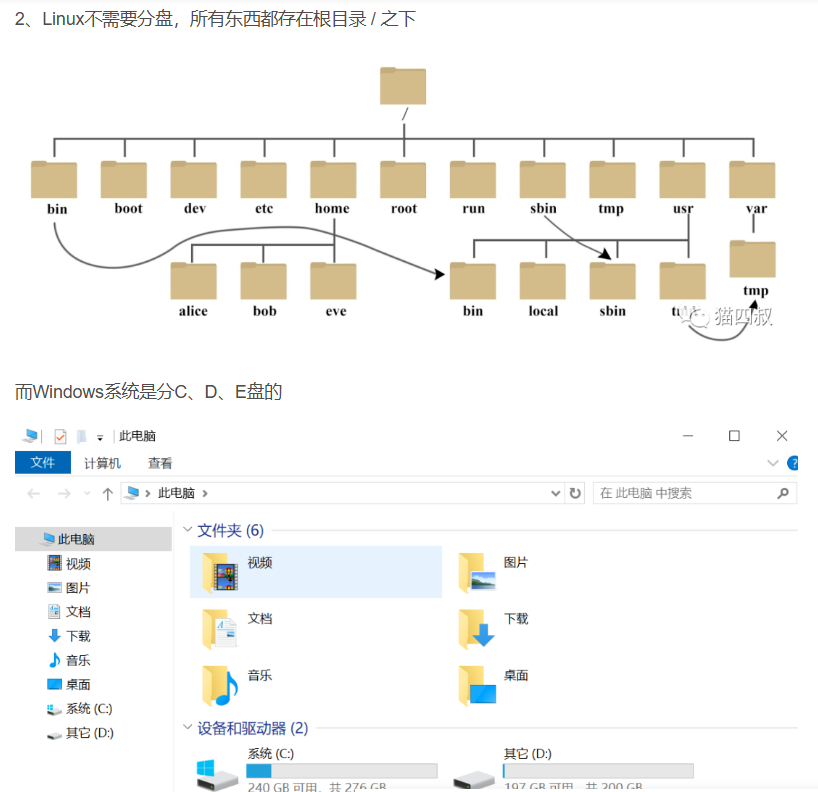 2、Linux不需要分盘，所有东西都存在根目录 / 之下
/
bin boot dev etc home root run sbin tmp usr var
tmp
alice bob eve bin local sbin
猫四叔
而Windows系统是分C、D、E盘的
此电脑
文件 计算机 查看
此电脑 在 此电脑 中搜索
文件夹 (6)
此电脑
视频 视频 图片
图片
文档 文档 下载
下载
音乐 音乐 桌面
桌面
系统 (C:)
其它 (D:) 设备和驱动器 (2)
系统 (C:) 其它 (D:)
240 GB 可用，共 276 GB 197 GB 可用，共 200 GB